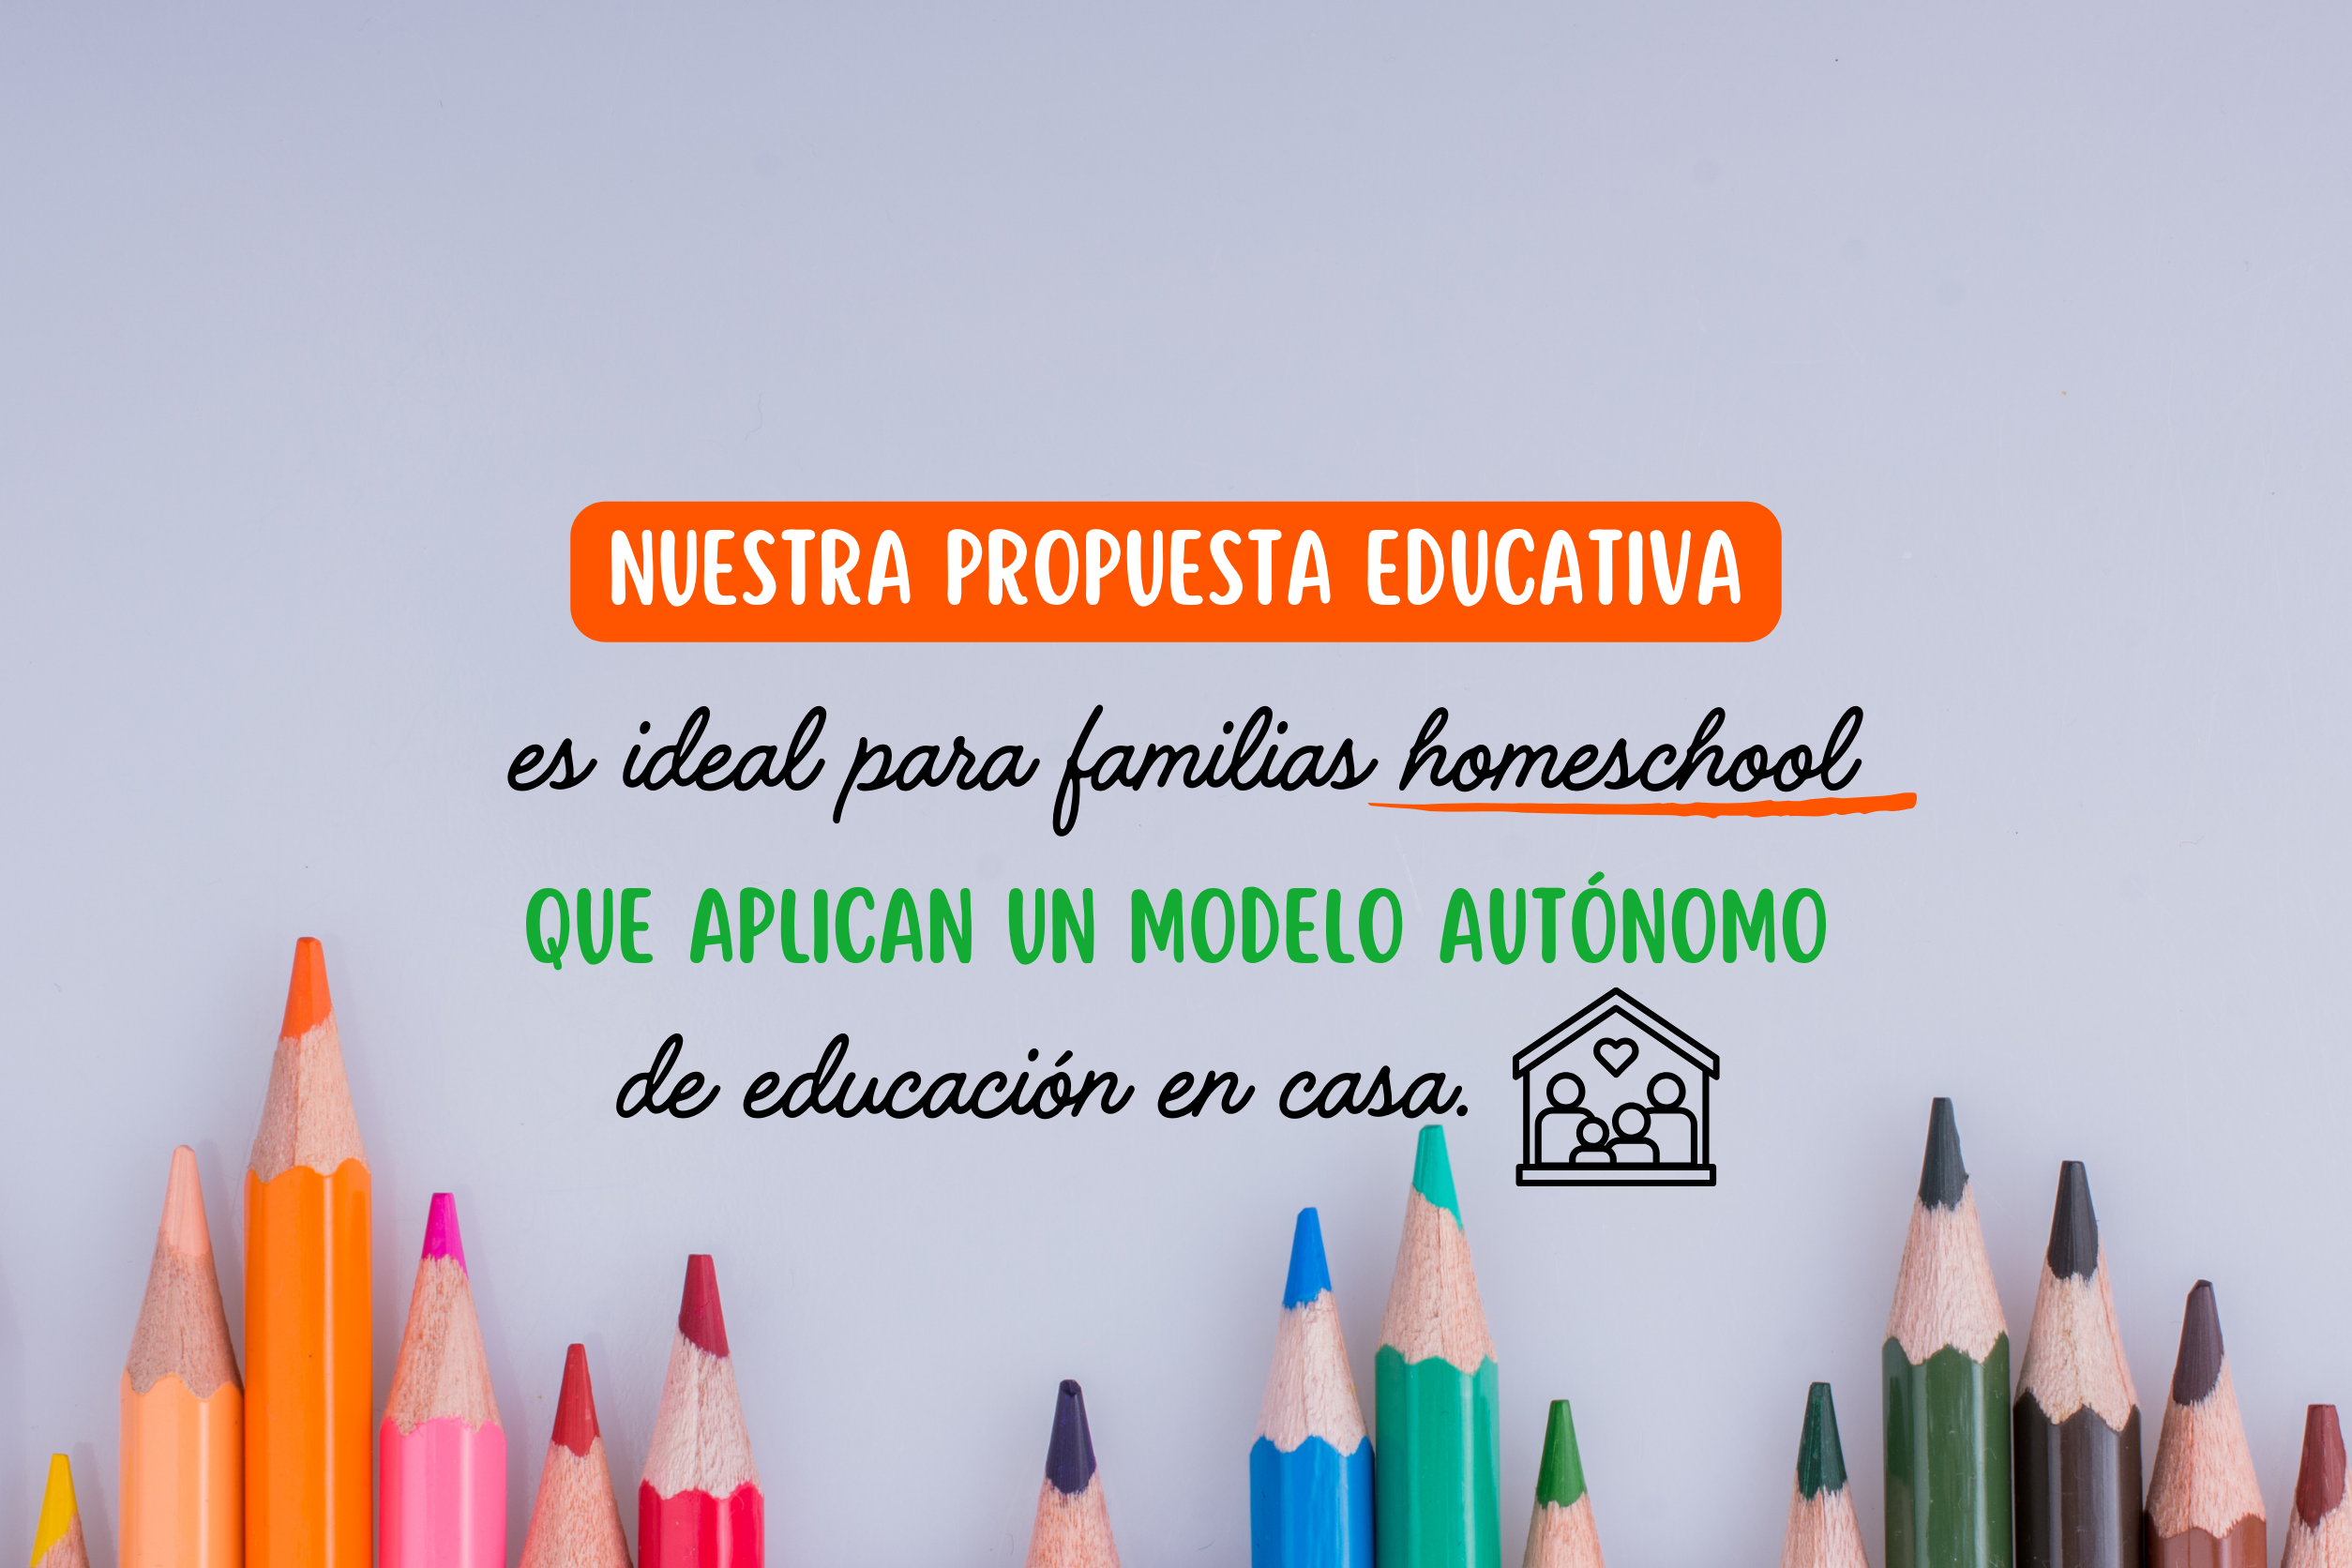 NUESTRA PROPUESTA EDUCATIVA
es ideal para familias homeschool
QUE APLICAN UN MODELO AUTÓNOMO
de educación en casa.